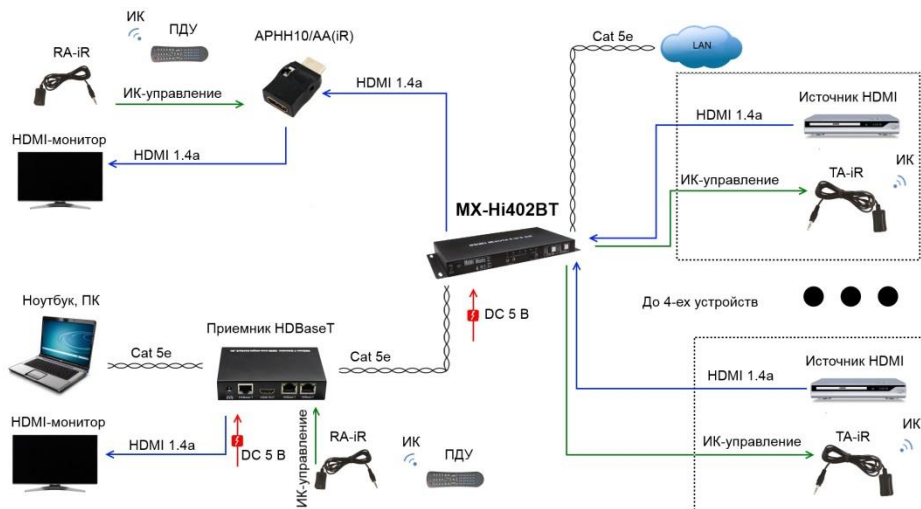 ИК
ПДУ
RA-iR
APHH10/AA(iR)
ИК-управление
HDMI 1.4a
HDMI-монитор
HDMI 1.4a
Cat 5e
LAN
Источник HDMI
HDMI 1.4a
ИК
TA-iR
ИК-управление
MX-Hi402BT
DC 5 В
До 4-ех устройств
Ноутбук, ПК
Приемник HDBaseT
Cat 5e
Cat 5e
HDMI-монитор
HDMI 1.4a
DC 5 В
ИК-управление
RA-iR
ИК
ПДУ
Источник HDMI
HDMI 1.4a
ИК
TA-iR
ИК-управление